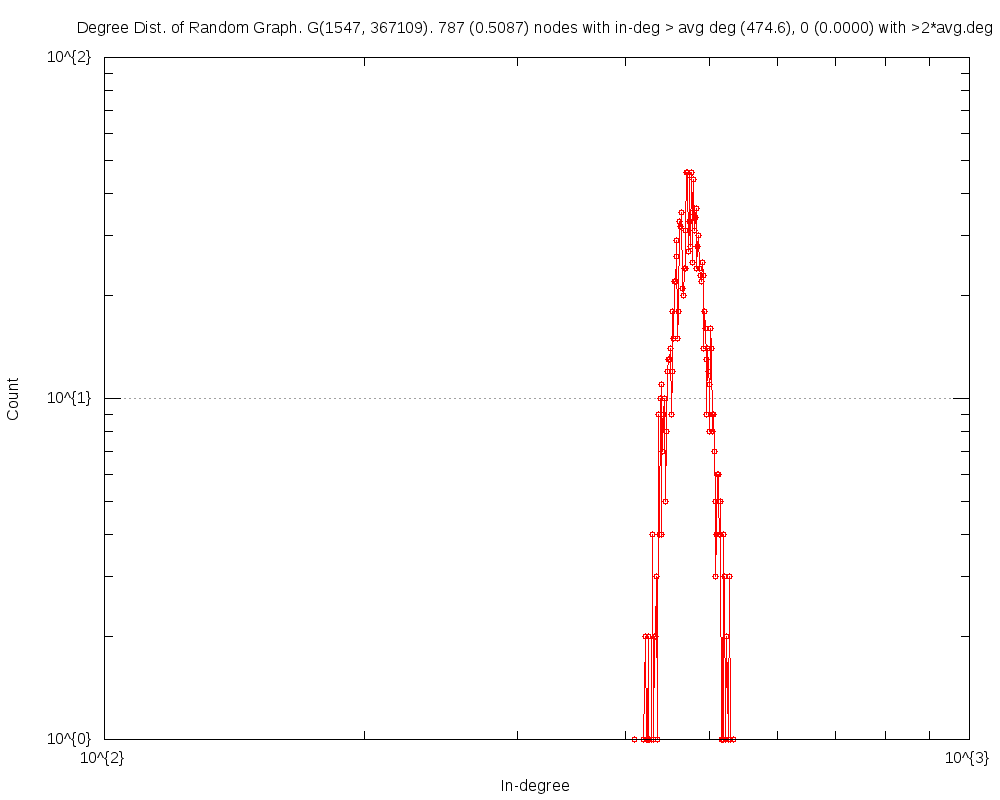 Degree Dist. of Random Graph. G(1547, 367109). 787 (0.5087) nodes with in-deg > avg deg (474.6), 0 (0.0000) with >2*avg.deg
10^{2}
10^{1}
10^{0}
Count
10^{2}
10^{3}
In-degree